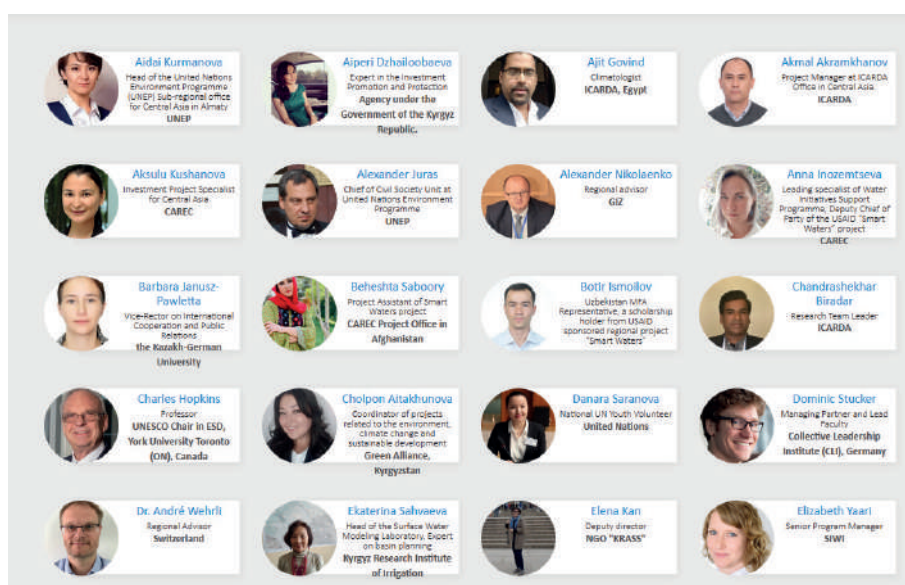 Aidai Kurmanova
Head of the United Nations
Environment Programme
(UNEP) Sub-regional office
for Central Asia in Almaty
UNEP
Aiperi Dzhailoobaeva
Expert in the Investment
Promotion and Protection
Agency under the
Government of the Kyrgyz
Republic.
Ajit Govind
Climatologist
ICARDA, Egypt
Akmal Akramkhanov
Project Manager at ICARDA
Office in Central Asia
ICARDA
Aksulu Kushanova
Investment Project Specialist
for Central Asia
CAREC
Alexander Juras
Chief of Civil Society Unit at
United Nations Environment
Programme
UNEP
Alexander Nikolaenko
Regional advisor
GIZ
Anna Inozemtseva
Leading specialist of Water
Initiatives Support
Programme, Deputy Chief of
Party of the USAID "Smart
Waters" project
CAREC
Barbara Janusz-
Pawletta
Vice-Rector on International
Cooperation and Public
Relations
the Kazakh-German
University
Beheshta Saboory
Project Assistant of Smart
Waters project
CAREC Project Office in
Afghanistan
Botir Ismoilov
Uzbekistan MFA
Representative, a scholarship
holder from USAID
sponsored regional project
"Smart Waters"
Chandrashekhar
Biradar
Research Team Leader
ICARDA
Charles Hopkins
Professor
UNESCO Chair in ESD,
York University Toronto
(ON), Canada
Cholpon Aitakhunova
Coordinator of projects
related to the environment,
climate change and
sustainable development
Green Alliance,
Kyrgyzstan
Danara Saranova
National UN Youth Volunteer
United Nations
Dominic Stucker
Managing Partner and Lead
Faculty
Collective Leadership
Institute (CLI), Germany
Dr. André Wehrli
Regional Advisor
Switzerland
Ekaterina Sahvaeva
Head of the Surface Water
Modeling Laboratory, Expert
on basin planning
Kyrgyz Research Institute
of Irrigation
Elena Kan
Deputy director
NGO "KRASS"
Elizabeth Yaari
Senior Program Manager
SIWI